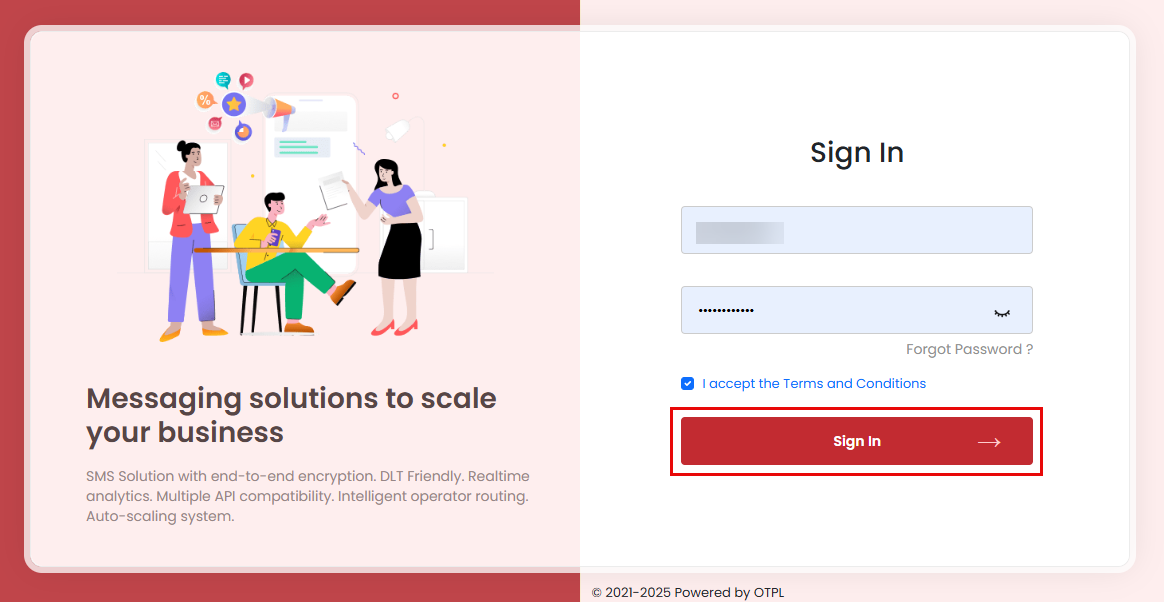 Messaging solutions to scale
your business
SMS Solution with end-to-end encryption. DLT Friendly. Realtime
analytics. Multiple API compatibility. Intelligent operator routing.
Auto-scaling system.
Sign In
••••••••••••
Forgot Password ?
I accept the Terms and Conditions
Sign In
© 2021-2025 Powered by OTPL